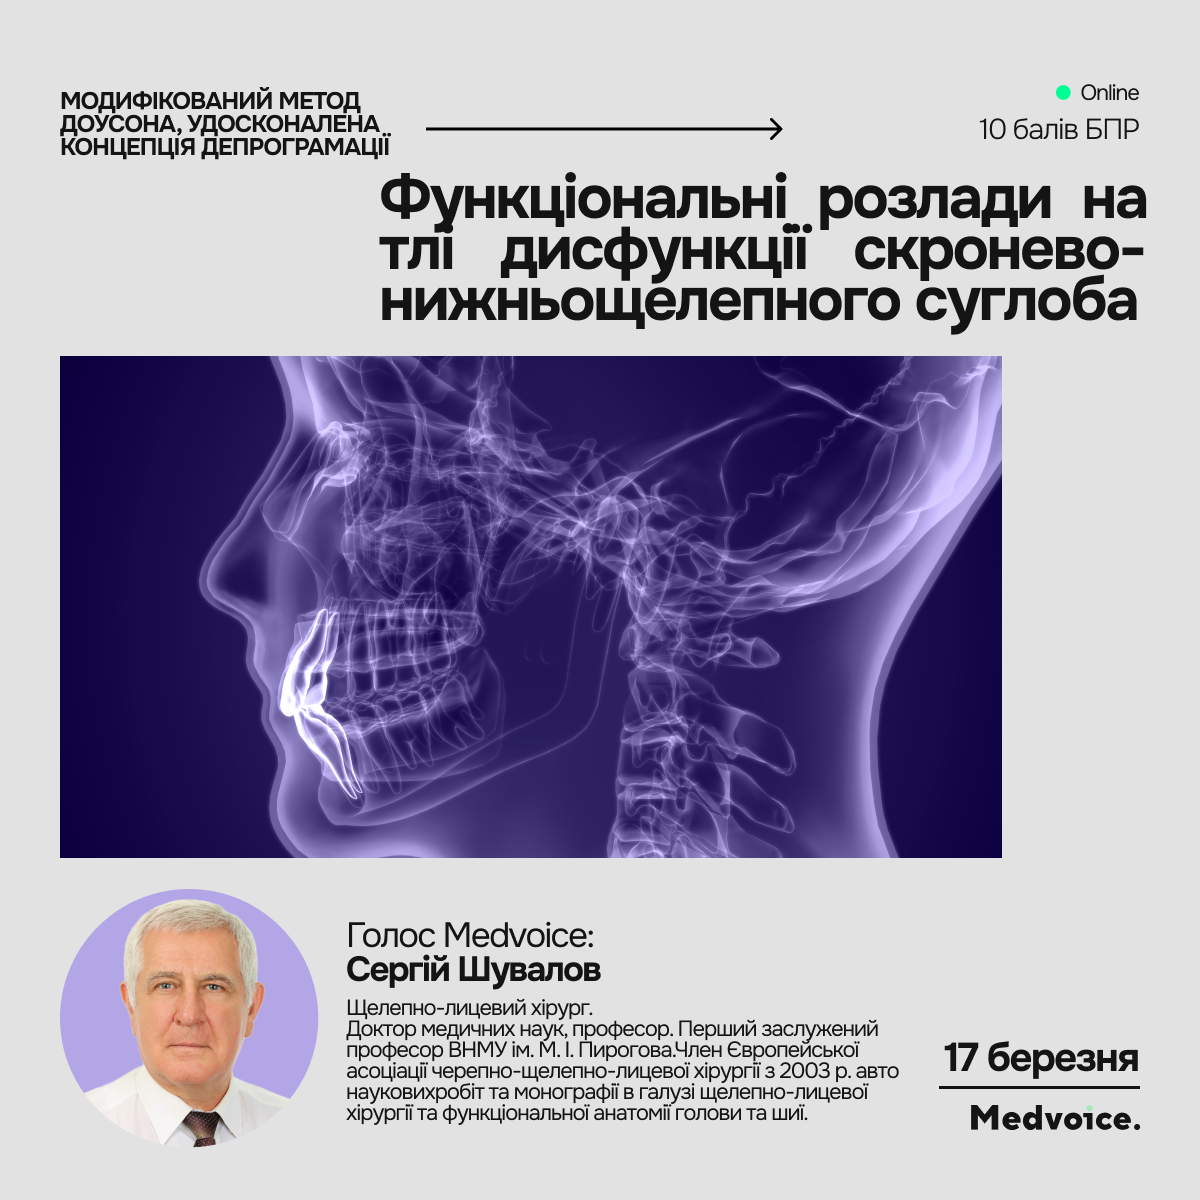 МОДИФІКОВАНИЙ МЕТОД
ДОУСОНА, УДОСКОНАЛЕНА
КОНЦЕПЦІЯ ДЕПРОГРАМАЦІЇ
Online
10 балів БПР
Функціональні розлади на
тлі дисфункції скронево-
нижньощелепного суглоба
Голос Medvoice:
Сергій Шувалов
Щелепно-лицевий хірург.
Доктор медичних наук, професор. Перший заслужений
професор ВНМУ ім. М. І. Пирогова.Член Європейської
асоціації черепно-щелепно-лицевої хірургії з 2003 р. авто
науковихробіт та монографії в галузі щелепно-лицевої
хірургії та функціональної анатомії голови та шиї.
17 березня
Medvoice.